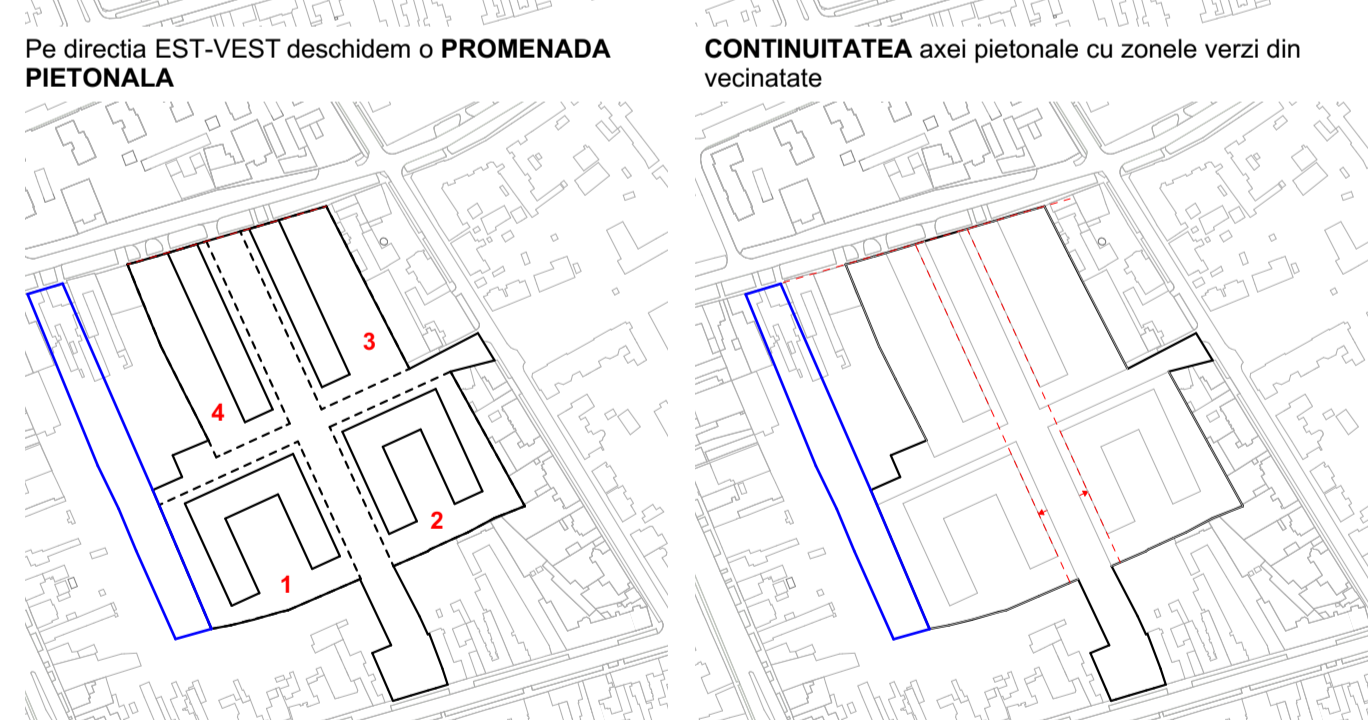 Pe directia EST-VEST deschidem o PROMENADA
PIETONALA
CONTINUITATEA axei pietonale cu zonele verzi din
vecinatate
3
4
2
1